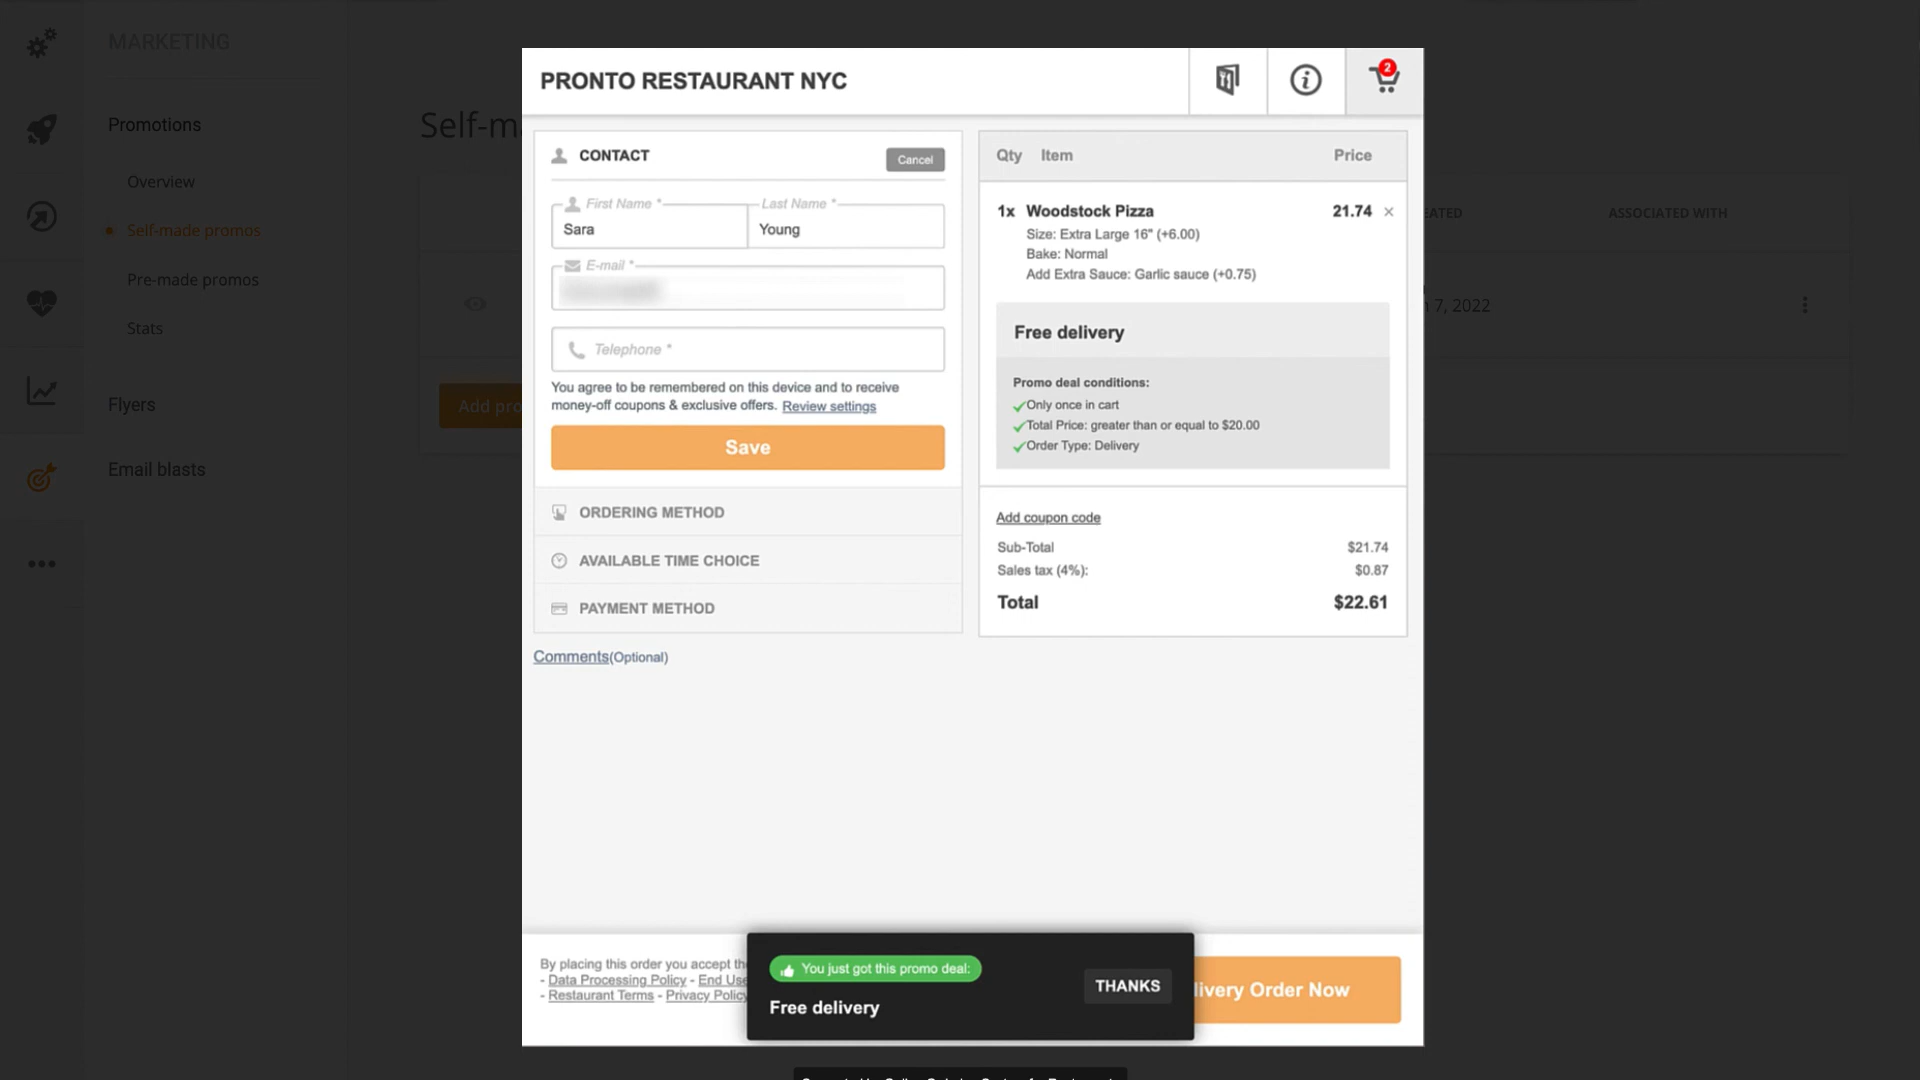 MARKETING
Promotions
Overview
Self-made promos
Pre-made promos
Stats
Flyers
Email blasts
Self-m
Add pro
PRONTO RESTAURANT NYC
2
CONTACT
Cancel
First Name * Last Name *
Sara Young
E-mail *
Telephone *
You agree to be remembered on this device and to receive
money-off coupons & exclusive offers. Review settings
Save
ORDERING METHOD
AVAILABLE TIME CHOICE
PAYMENT METHOD
Comments(Optional)
Qty Item Price
1x Woodstock Pizza 21.74 ×
Size: Extra Large 16" (+6.00)
Bake: Normal
Add Extra Sauce: Garlic sauce (+0.75)
Free delivery
Promo deal conditions:
Only once in cart
Total Price: greater than or equal to $20.00
Order Type: Delivery
Add coupon code
Sub-Total $21.74
Sales tax (4%): $0.87
Total $22.61
By placing this order you accept the
- Data Processing Policy - End Use
- Restaurant Terms - Privacy Policy
You just got this promo deal:
Free delivery
THANKS
livery Order Now
EATED
ASSOCIATED WITH
7, 2022